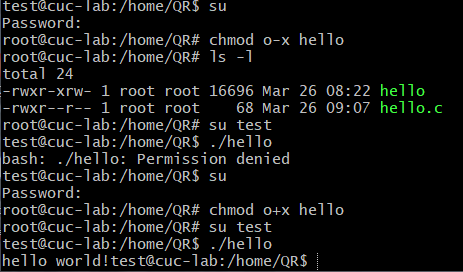 test@cuc-lab:/home/QR$ su
Password:
root@cuc-lab:/home/QR# chmod o-x hello
root@cuc-lab:/home/QR# ls -l
total 24
-rwxr-xrw- 1 root root 16696 Mar 26 08:22 hello
-rwxr--r-- 1 root root    68 Mar 26 09:07 hello.c
root@cuc-lab:/home/QR# su test
test@cuc-lab:/home/QR$ ./hello
bash: ./hello: Permission denied
test@cuc-lab:/home/QR$ su
Password:
root@cuc-lab:/home/QR# chmod o+x hello
root@cuc-lab:/home/QR# su test
test@cuc-lab:/home/QR$ ./hello
hello world!test@cuc-lab:/home/QR$